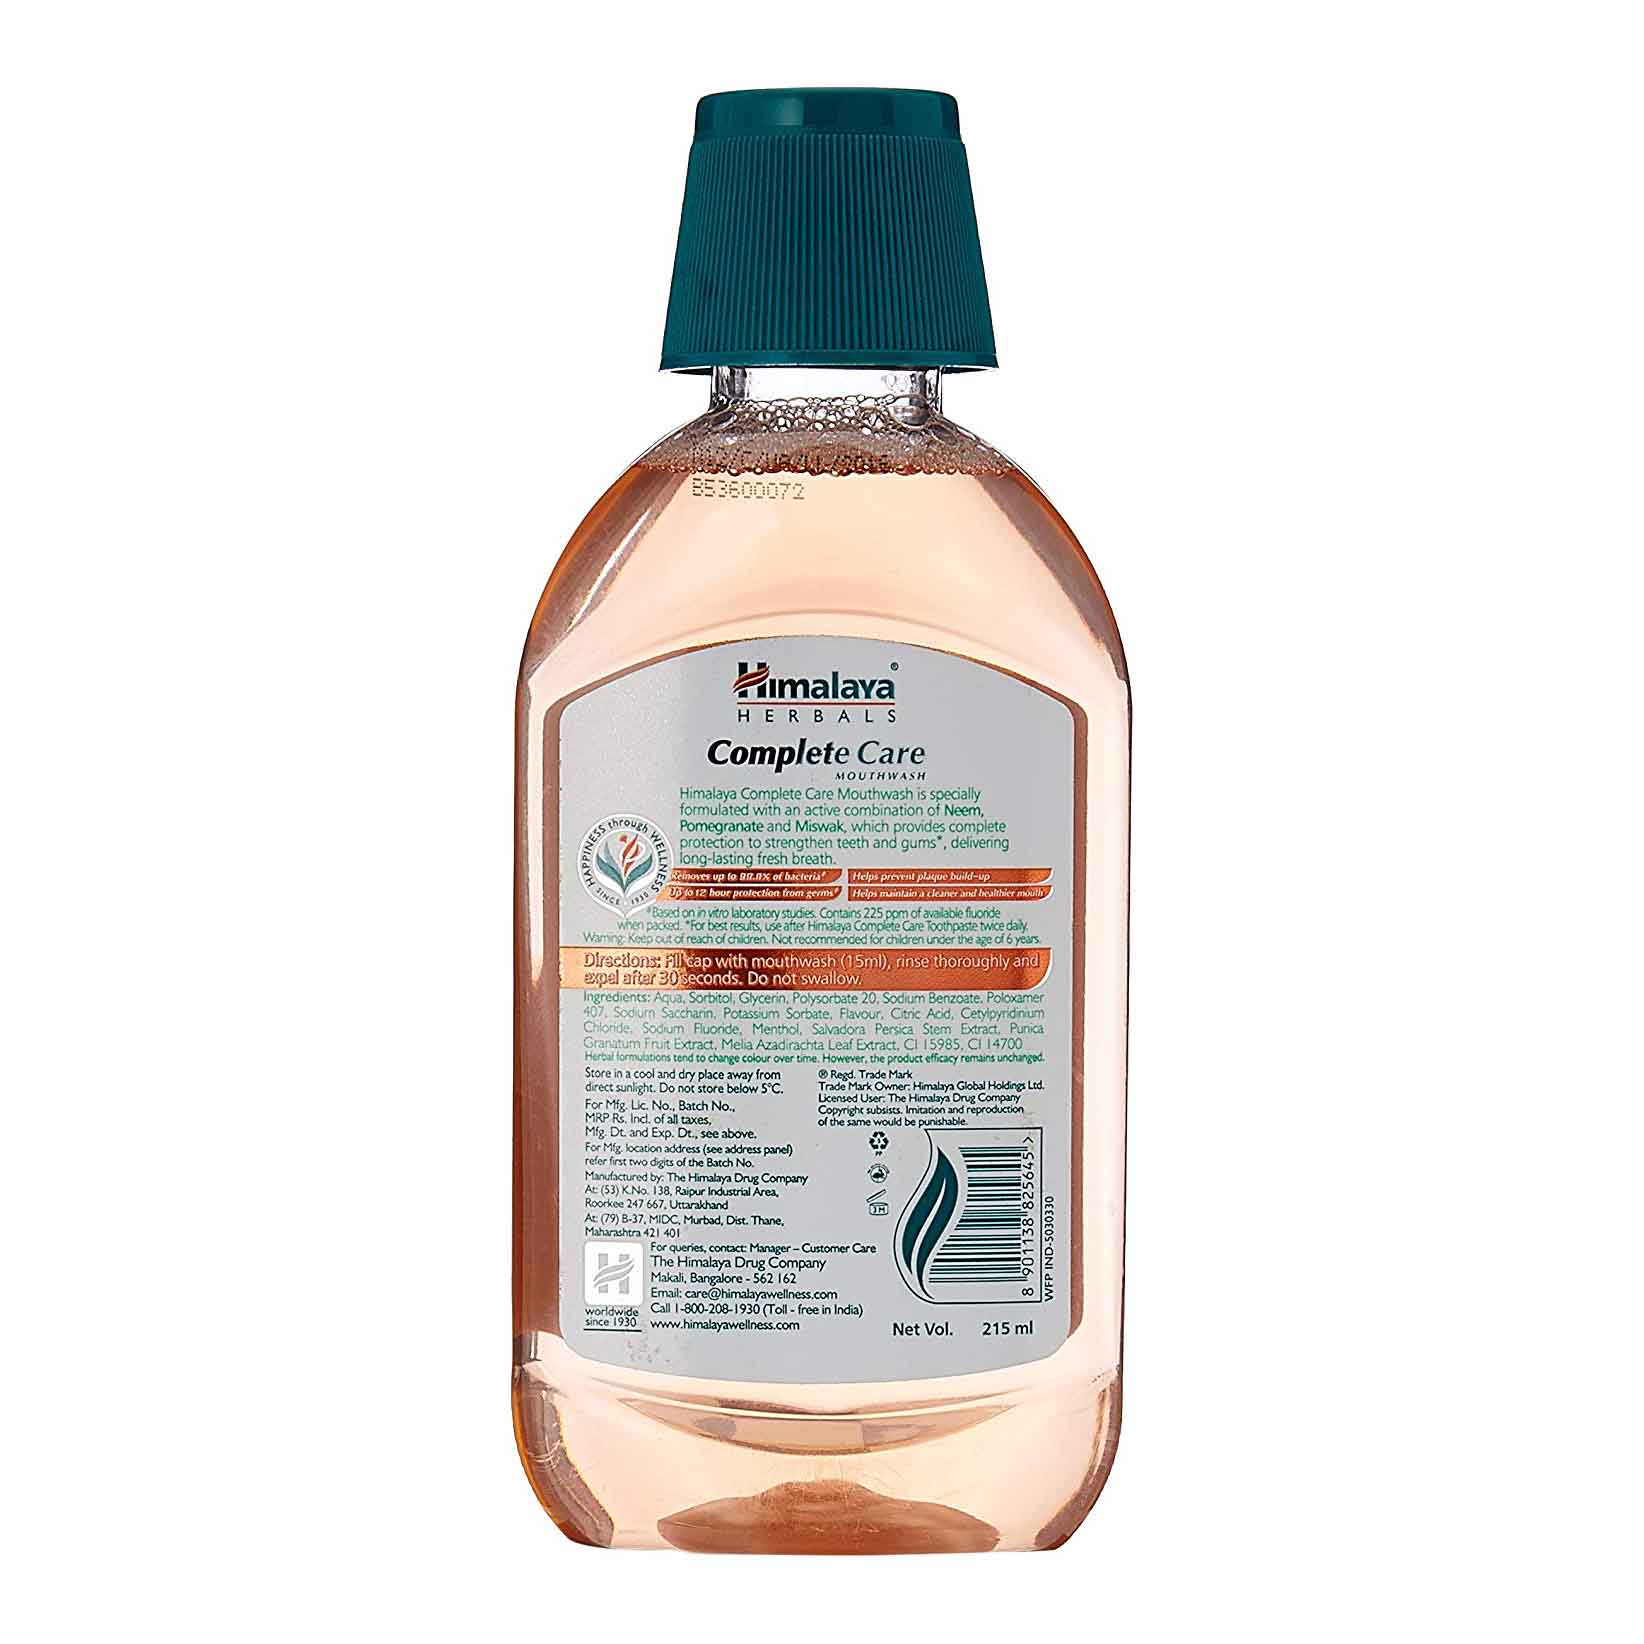 B53600072
Himalaya®
HERBALS
Complete Care
MOUTHWASH
Himalaya Complete Care Mouthwash is specially
formulated with an active combination of Neem,
Pomegranate and Miswak, which provides complete
protection to strengthen teeth and gums*, delivering
long-lasting fresh breath.
HAPPINESS through WELLNESS
SINCE 1930
Removes up to 99.9% of bacteria#
Helps prevent plaque build-up
Up to 12 hour protection from germs#
Helps maintain a cleaner and healthier mouth
#Based on in vitro laboratory studies. Contains 225 ppm of available fluoride
when packed. *For best results, use after Himalaya Complete Care Toothpaste twice daily.
Warning: Keep out of reach of children. Not recommended for children under the age of 6 years.
Directions: Fill cap with mouthwash (15ml), rinse thoroughly and
expel after 30 seconds. Do not swallow.
Ingredients: Aqua, Sorbitol, Glycerin, Polysorbate 20, Sodium Benzoate, Poloxamer
407, Sodium Saccharin, Potassium Sorbate, Flavour, Citric Acid, Cetylpyridinium
Chloride, Sodium Fluoride, Menthol, Salvadora Persica Stem Extract, Punica
Granatum Fruit Extract, Melia Azadirachta Leaf Extract, CI 15985, CI 14700
Herbal formulations tend to change colour over time. However, the product efficacy remains unchanged.
Store in a cool and dry place away from
direct sunlight. Do not store below 5°C.
For Mfg. Lic. No., Batch No.,
MRP Rs. Incl. of all taxes,
Mfg. Dt. and Exp. Dt., see above.
For Mfg. location address (see address panel)
refer first two digits of the Batch No.
Manufactured by: The Himalaya Drug Company
At: (53) K.No. 138, Raipur Industrial Area,
Roorkee 247 667, Uttarakhand
At: (79) B-37, MIDC, Murbad, Dist. Thane,
Maharashtra 421 401
® Regd. Trade Mark
Trade Mark Owner: Himalaya Global Holdings Ltd.
Licensed User: The Himalaya Drug Company
Copyright subsists. Imitation and reproduction
of the same would be punishable.
PP
3M
8 901138 825645 >
WFP IND-5030330
H
worldwide
since 1930
For queries, contact: Manager – Customer Care
The Himalaya Drug Company
Makali, Bangalore - 562 162
Email: care@himalayawellness.com
Call 1-800-208-1930 (Toll - free in India)
www.himalayawellness.com
Net Vol. 215 ml